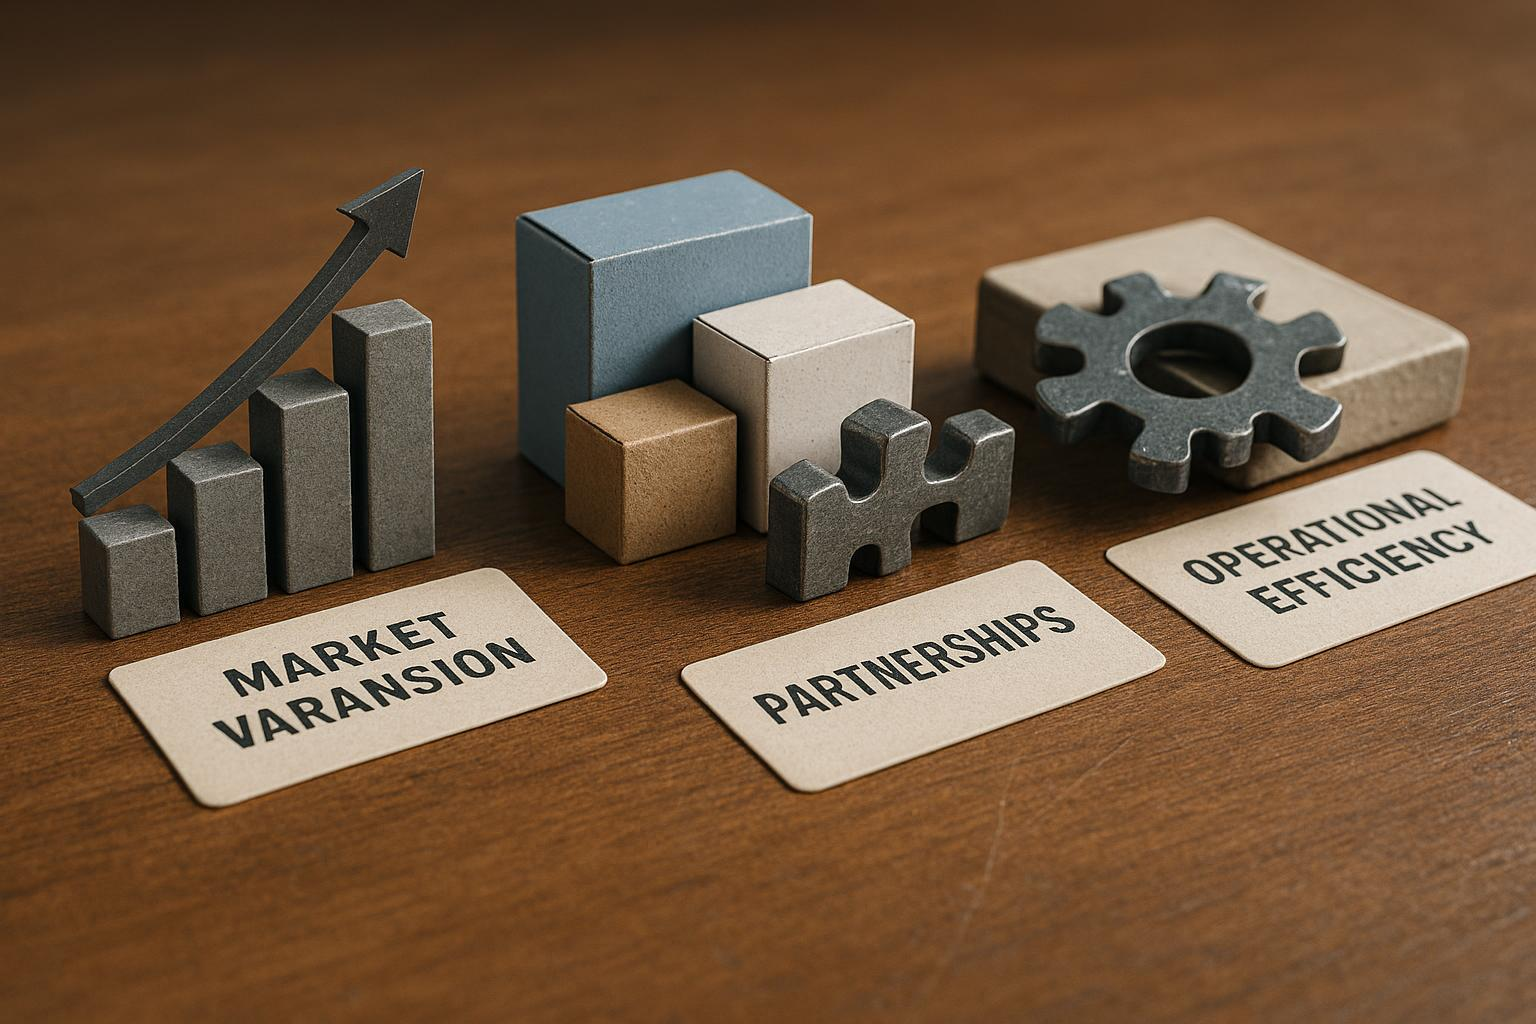 MARKET
VARANSION
PARTNERSHIPS
OPERATIONAL
EFFICIENCY